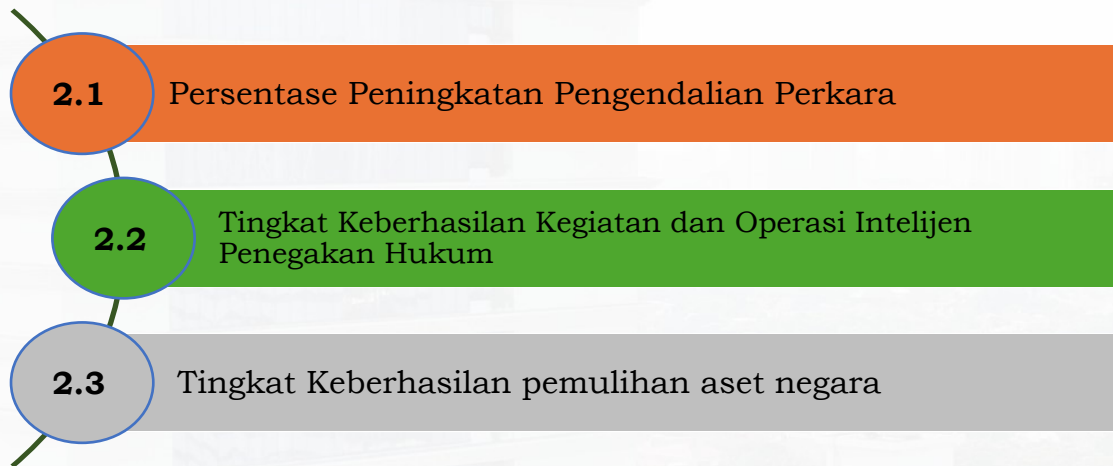 2.1
Persentase Peningkatan Pengendalian Perkara
2.2
Tingkat Keberhasilan Kegiatan dan Operasi Intelijen
Penegakan Hukum
2.3
Tingkat Keberhasilan pemulihan aset negara